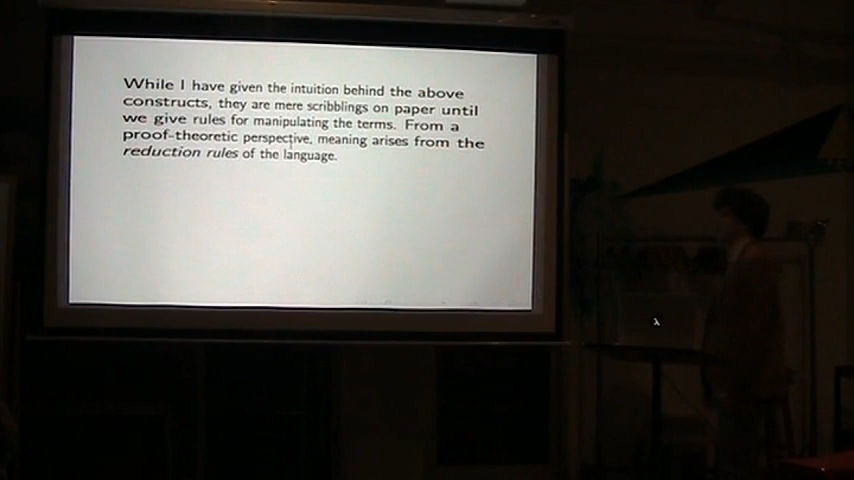 While I have given the intuition behind the above
constructs, they are mere scribblings on paper until
we give rules for manipulating the terms. From a
proof-theoretic perspective, meaning arises from the
reduction rules of the language.
λ